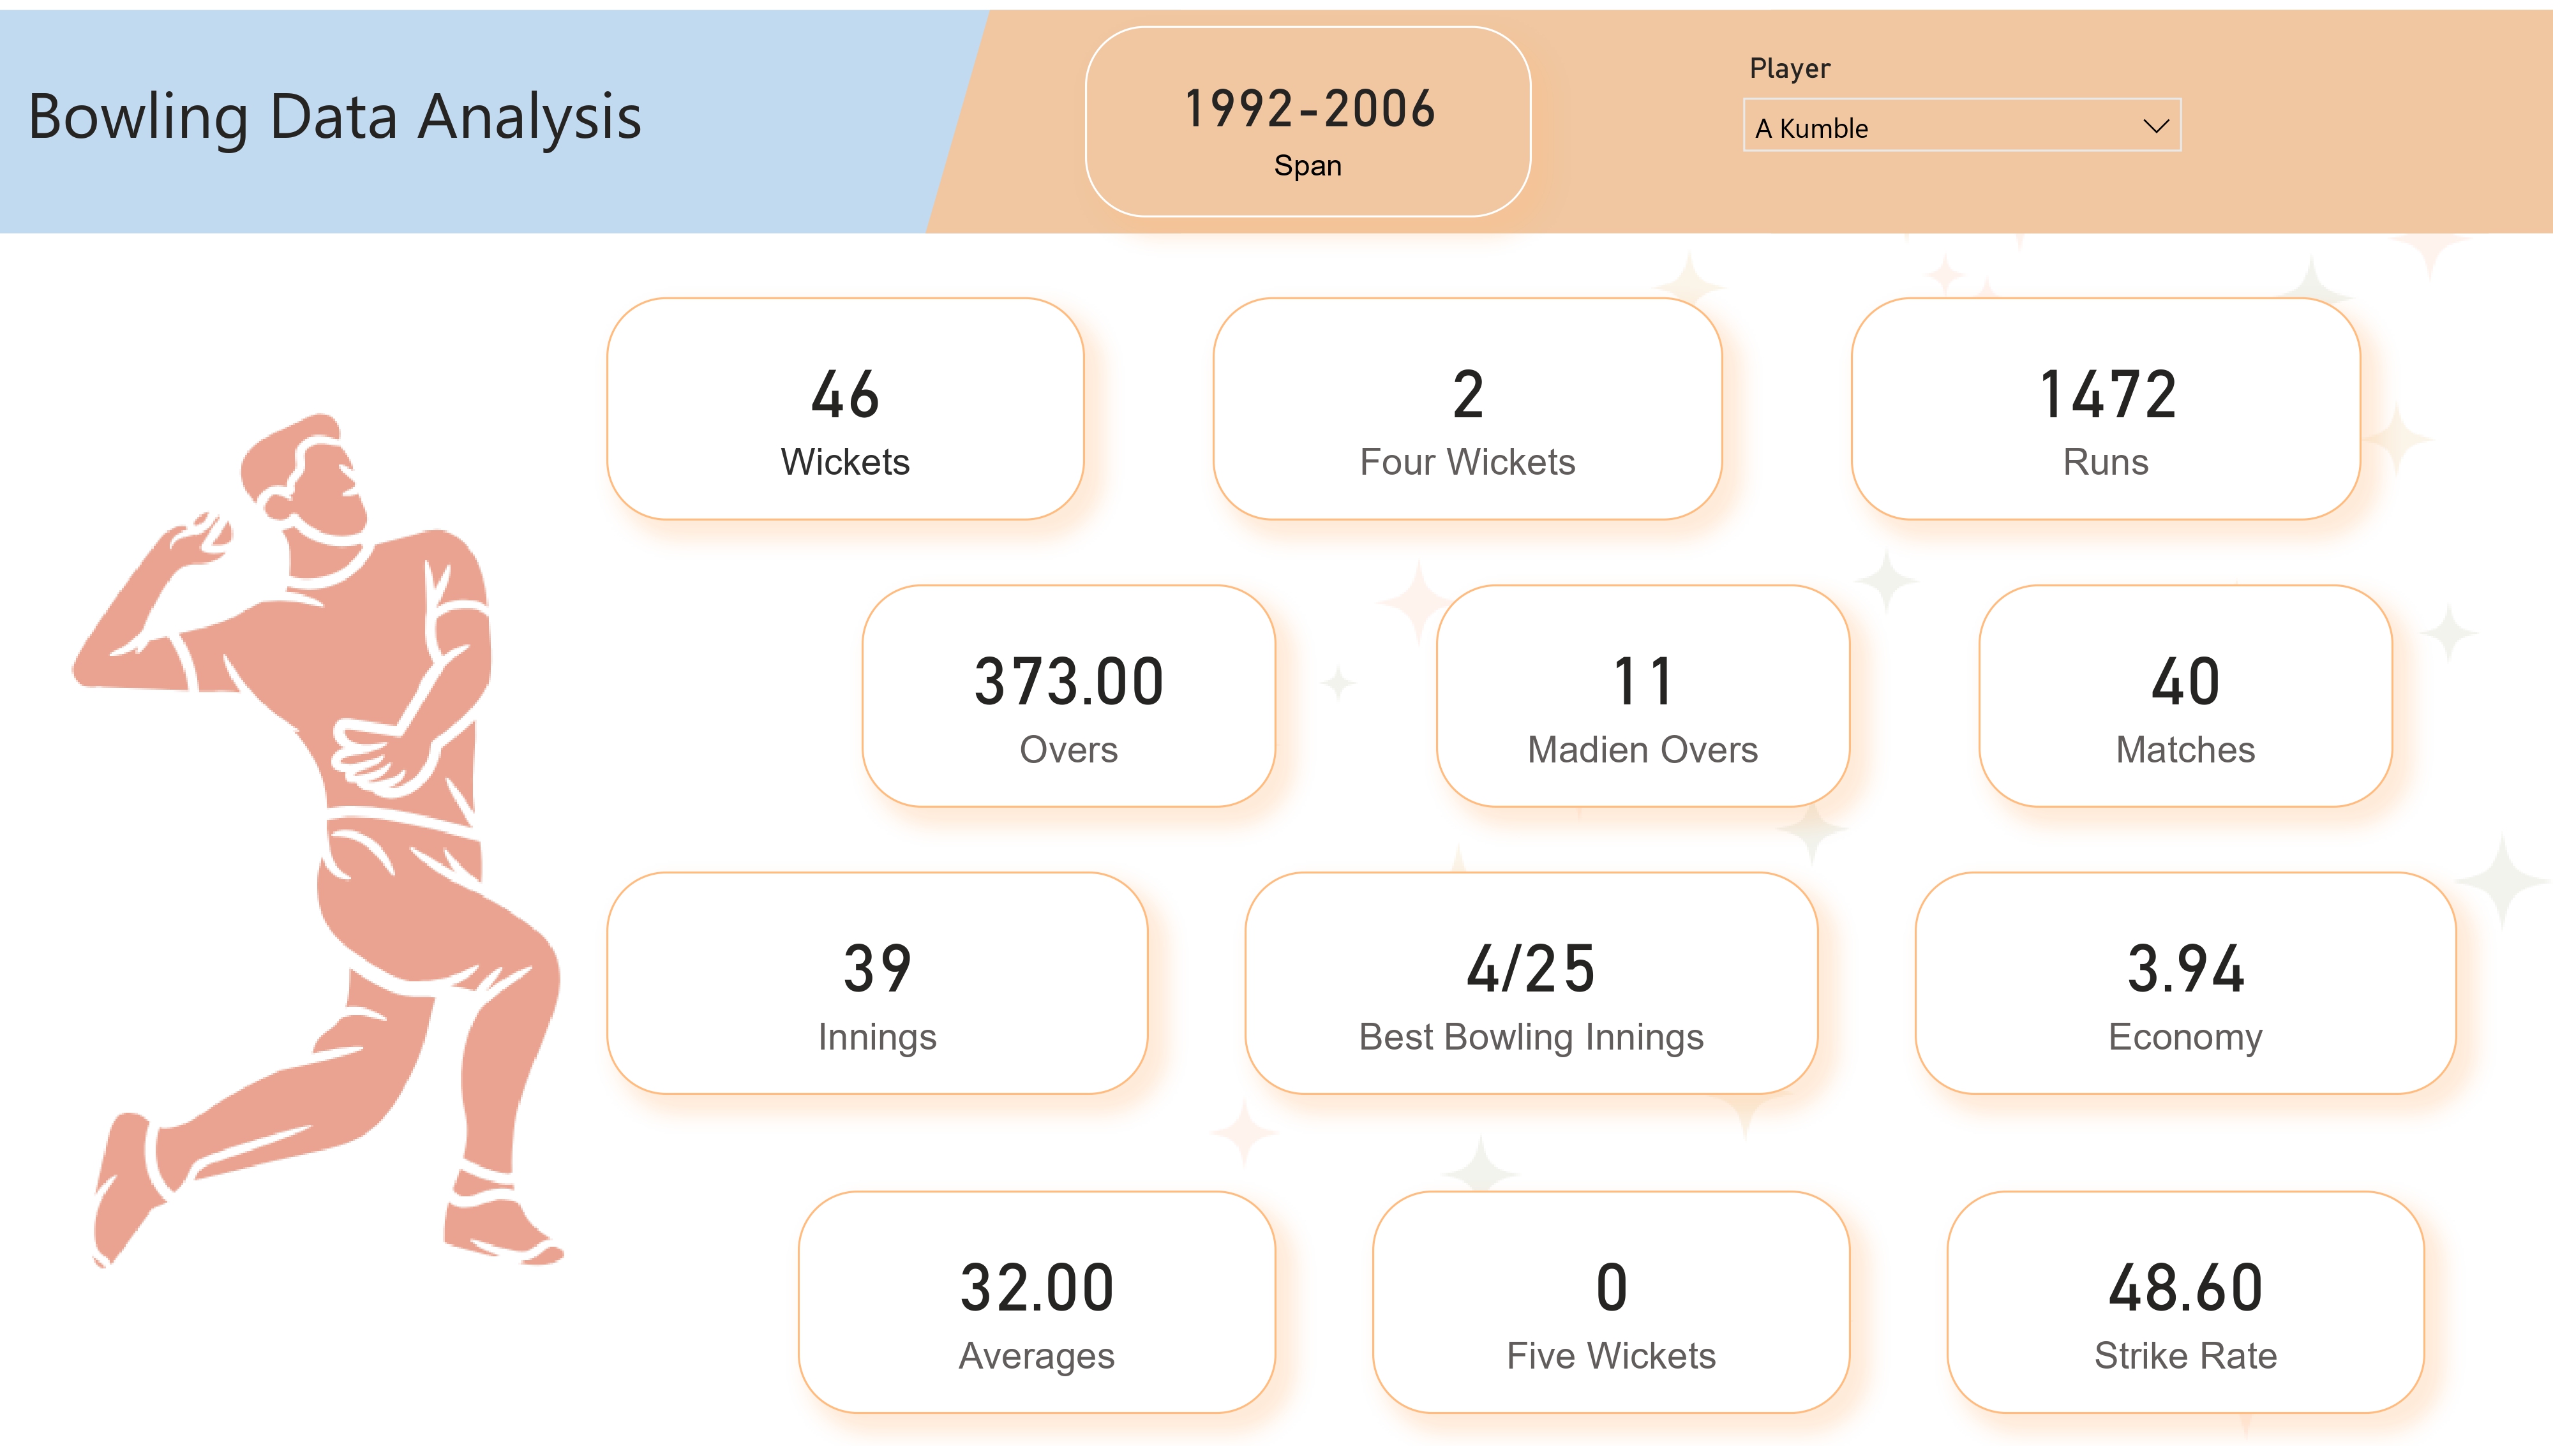 Bowling Data Analysis
1992-2006
Span
Player
A Kumble
46
Wickets
2
Four Wickets
1472
Runs
373.00
Overs
11
Madien Overs
40
Matches
39
Innings
4/25
Best Bowling Innings
3.94
Economy
32.00
Averages
0
Five Wickets
48.60
Strike Rate